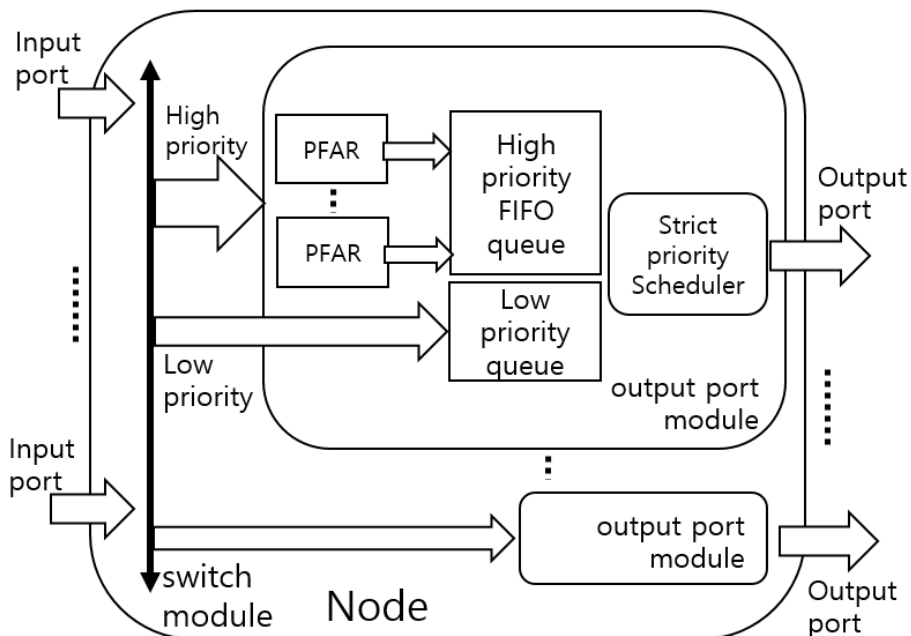 Input
port
High
priority
PFAR
High
priority
FIFO
queue
PFAR
Strict
priority
Scheduler
Output
port
Low
priority
queue
Low
priority
output port
module
Input
port
output port
module
switch
module
Node
Output
port